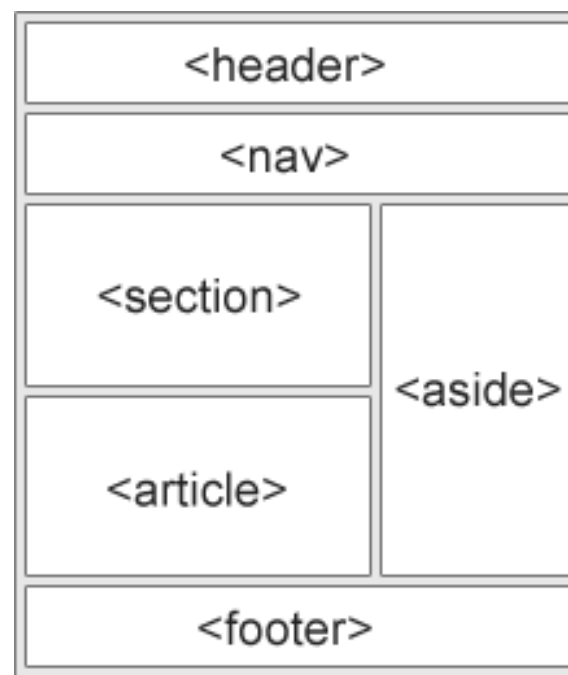 <header>
<nav>
<section>
<article>
<aside>
<footer>